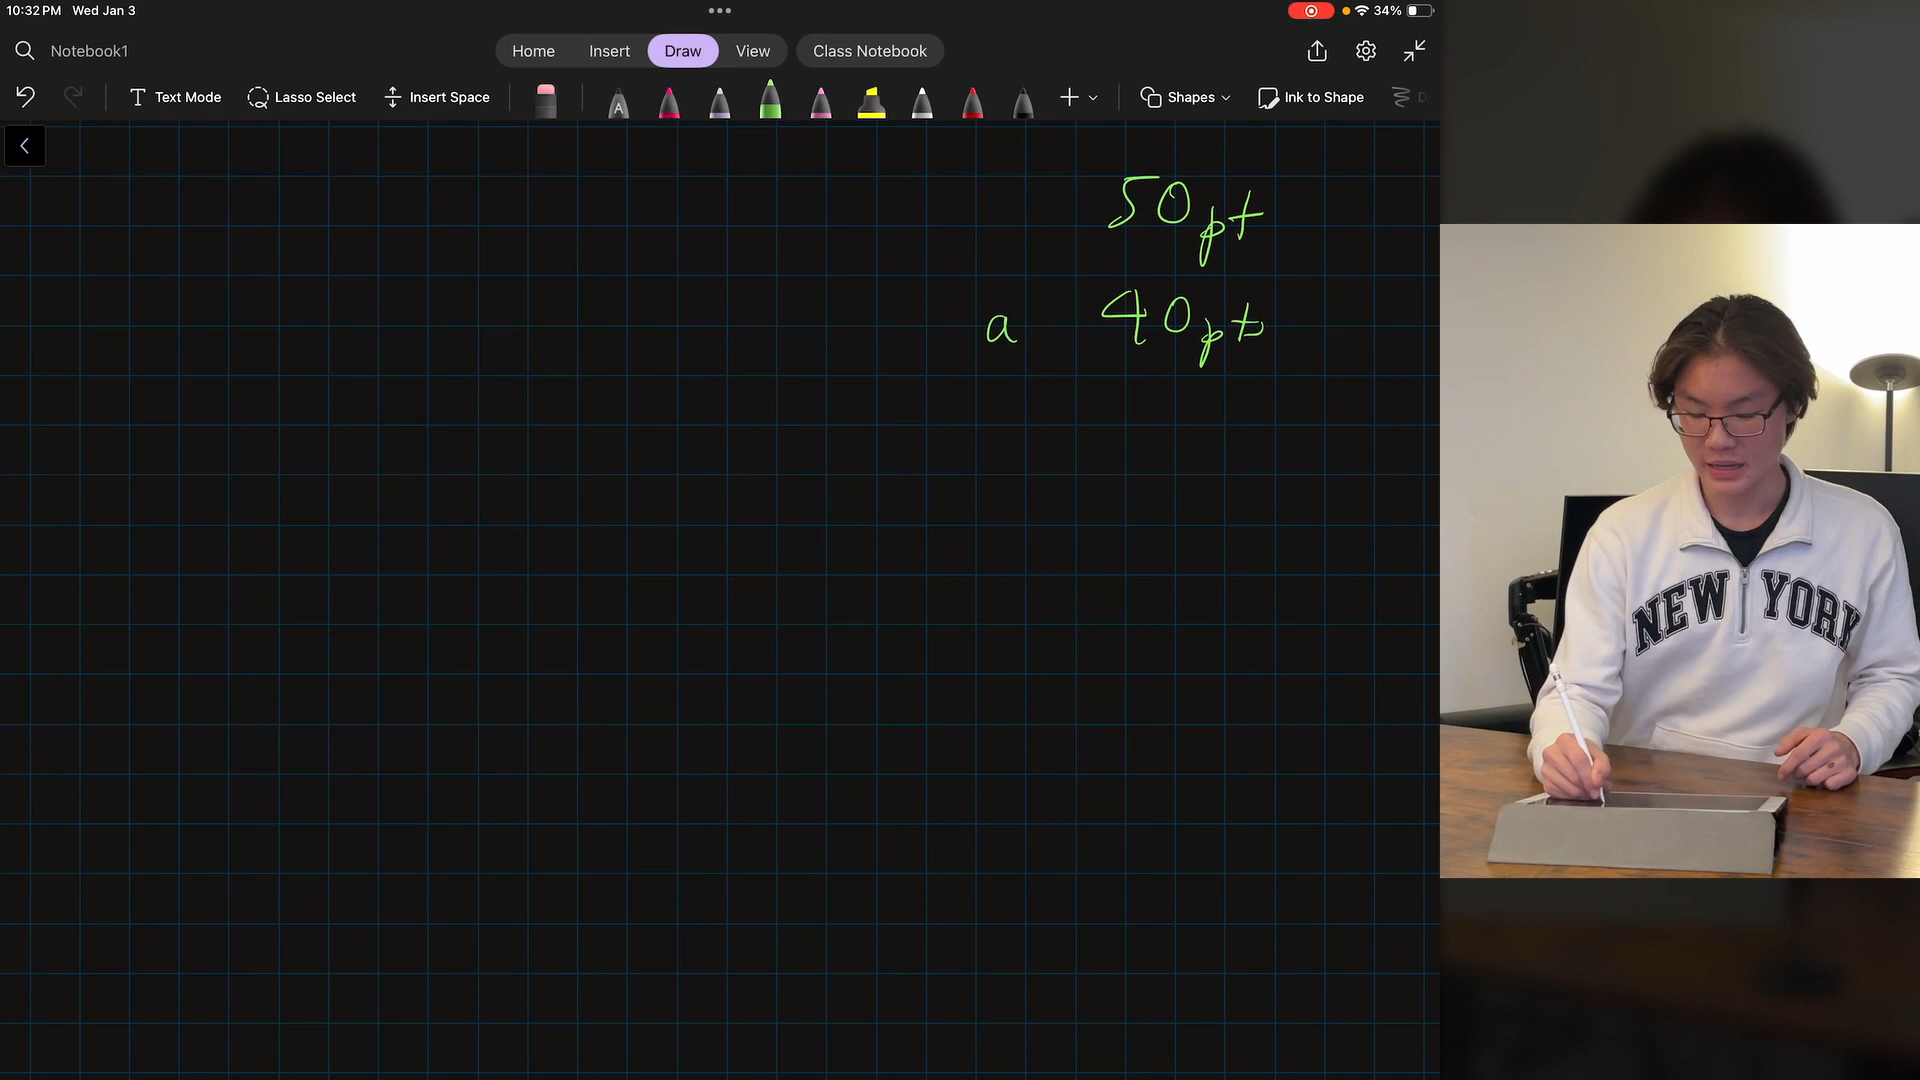 10:32 PM Wed Jan 3
34%
Notebook1
Home Insert Draw View Class Notebook
Text Mode Lasso Select Insert Space
A
Shapes Ink to Shape D
50pt
a 40pt
NEW YORK